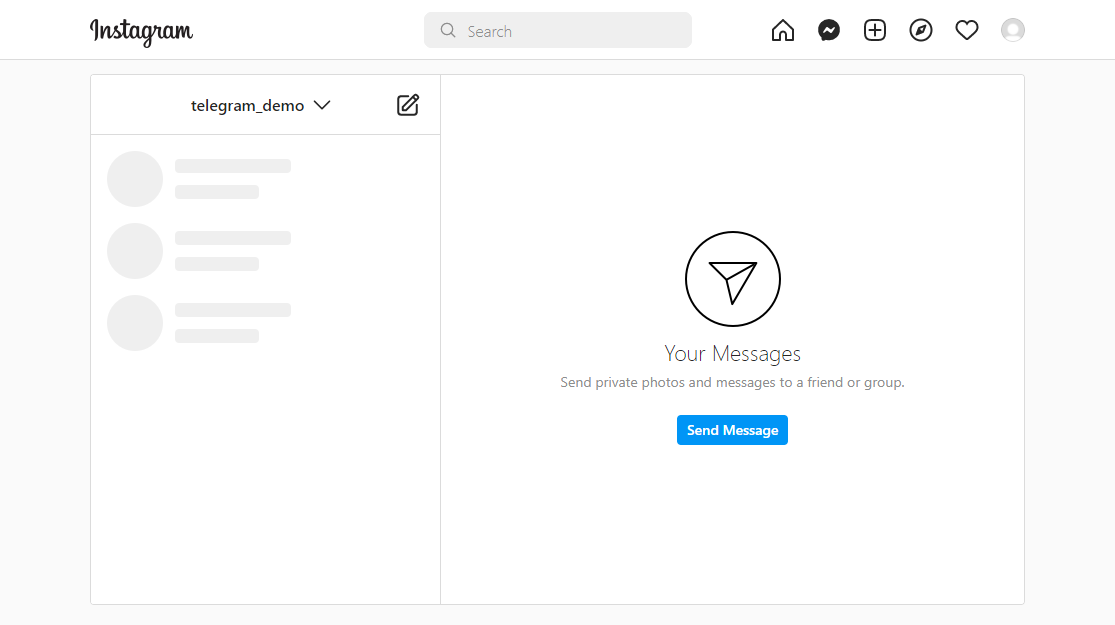 Instagram
Search
telegram_demo
Your Messages
Send private photos and messages to a friend or group.
Send Message